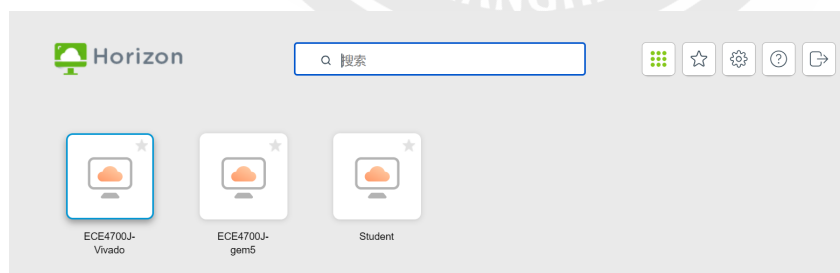 Horizon
搜索
ECE4700J-
Vivado
ECE4700J-
gem5
Student